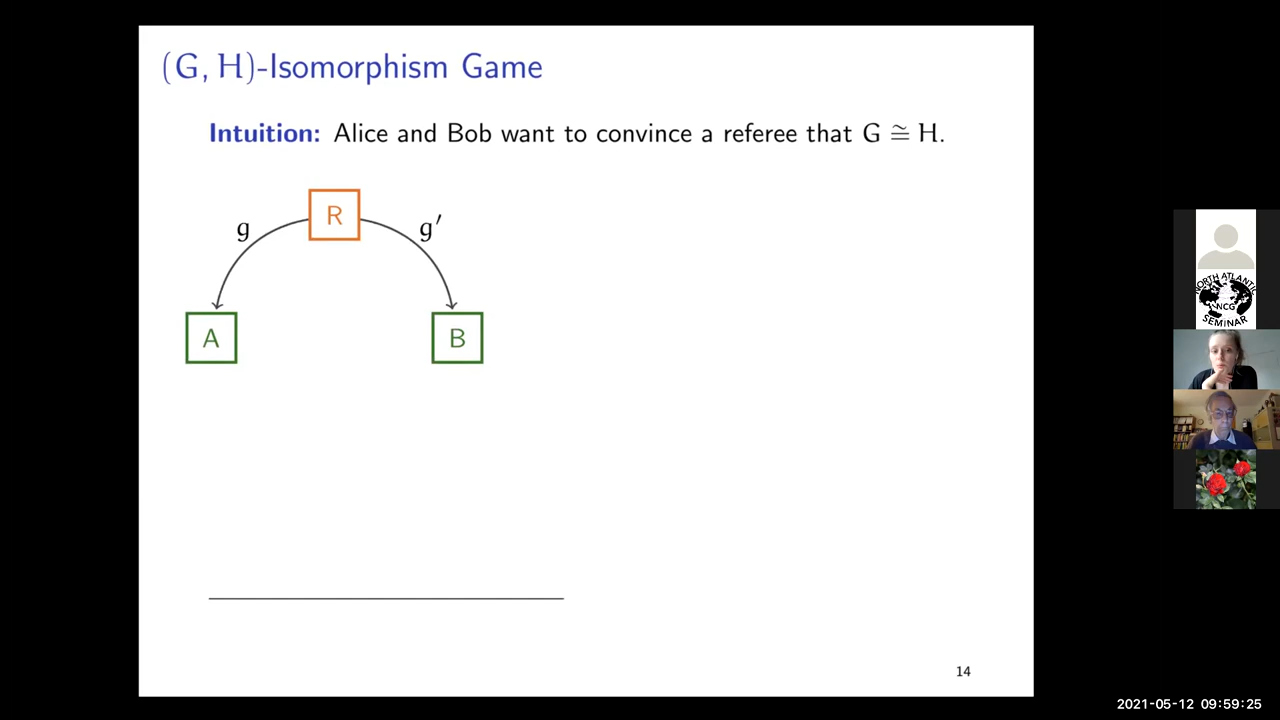 (G, H)-Isomorphism Game
Intuition: Alice and Bob want to convince a referee that G ≅ H.
R
g
g′
A
B
14
NORTH ATLANTIC
NCG
SEMINAR
2021-05-12 09:59:25